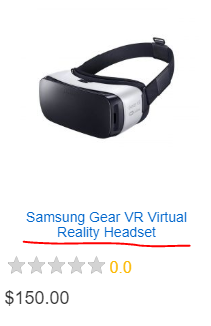 Samsung Gear VR Virtual
Reality Headset
0.0
$150.00